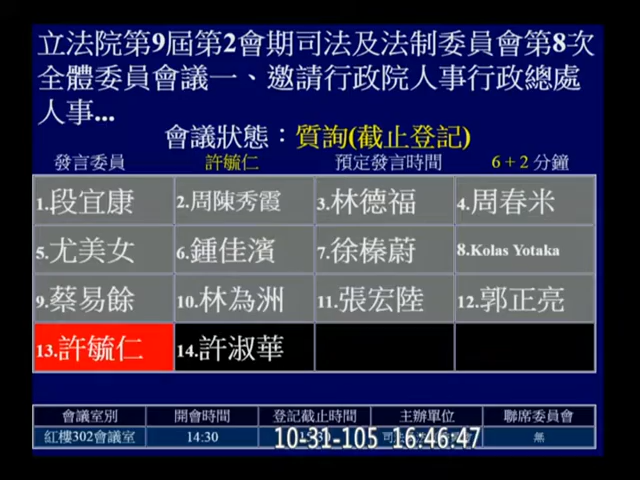 立法院第9屆第2會期司法及法制委員會第8次
全體委員會議一、邀請行政院人事行政總處
人事...
會議狀態：質詢(截止登記)
發言委員 許毓仁 預定發言時間 6 + 2 分鐘
1.段宜康 2.周陳秀霞 3.林德福 4.周春米
5.尤美女 6.鍾佳濱 7.徐榛蔚 8.Kolas Yotaka
9.蔡易餘 10.林為洲 11.張宏陸 12.郭正亮
13.許毓仁 14.許淑華
會議室別 開會時間 登記截止時間 主辦單位 聯席委員會
紅樓302會議室 14:30 無
10-31-105 16:46:47